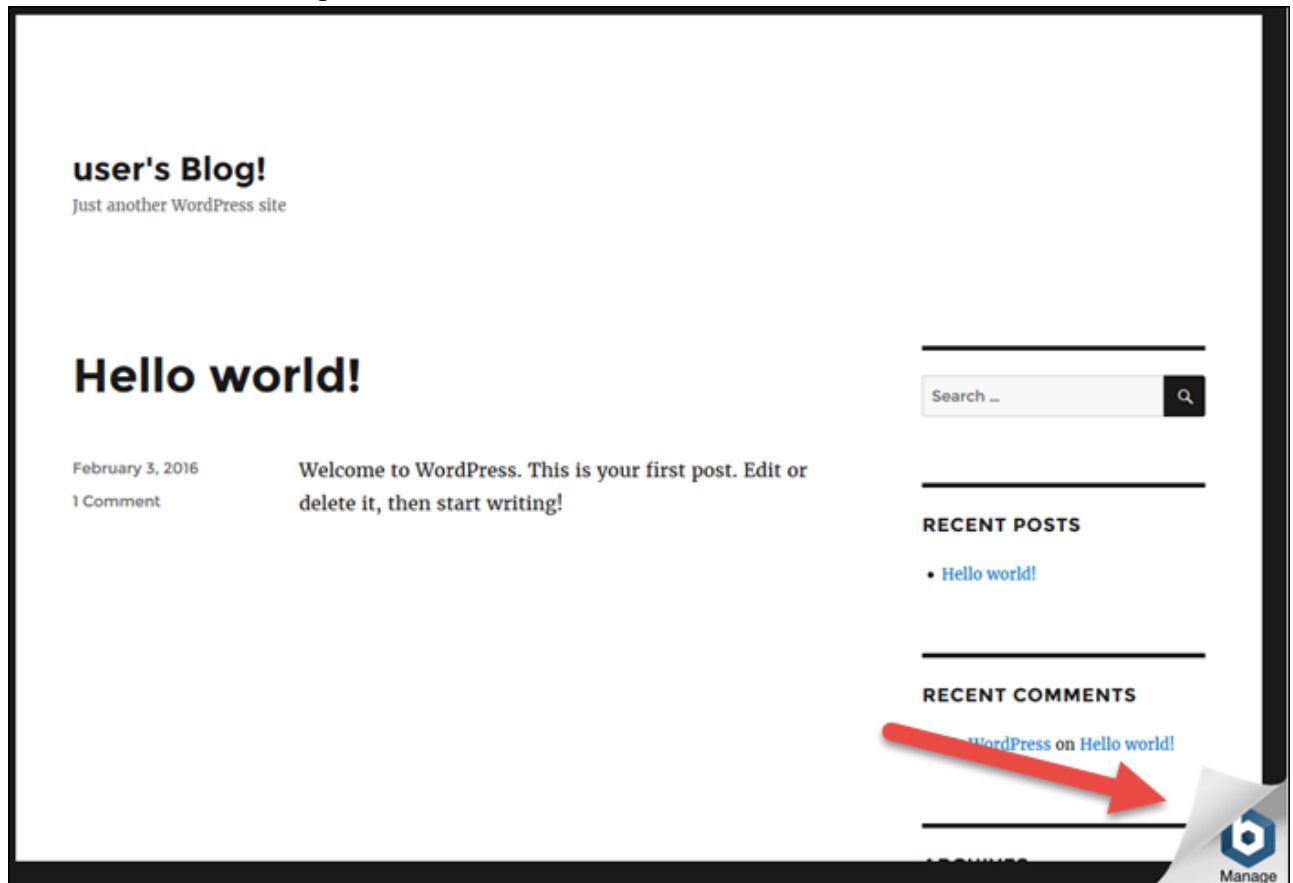 user's Blog!
Just another WordPress site
Hello world!
February 3, 2016
1 Comment
Welcome to WordPress. This is your first post. Edit or
delete it, then start writing!
Search ...
RECENT POSTS
Hello world!
RECENT COMMENTS
WordPress on Hello world!
ARCHIVES
Manage